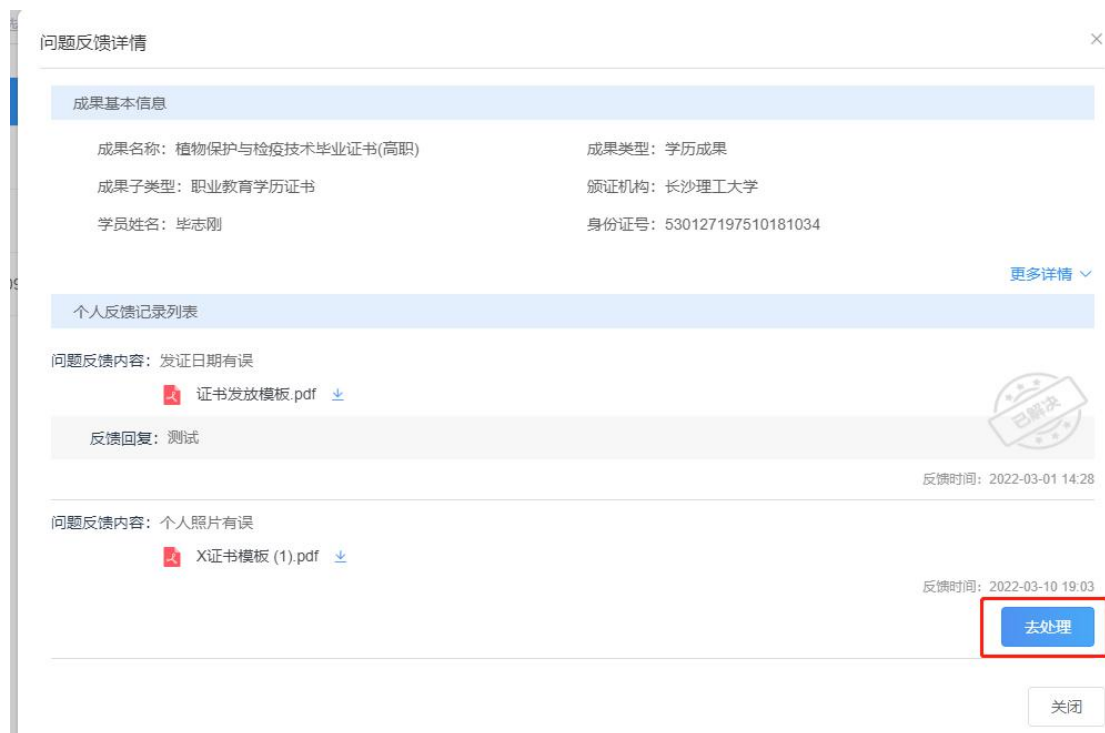 问题反馈详情
成果基本信息
成果名称：植物保护与检疫技术毕业证书(高职) 成果类型：学历成果
成果子类型：职业教育学历证书 颁证机构：长沙理工大学
学员姓名：毕志刚 身份证号：530127197510181034
更多详情
个人反馈记录列表
问题反馈内容：发证日期有误
证书发放模板.pdf
已解决
反馈回复：测试
反馈时间：2022-03-01 14:28
问题反馈内容：个人照片有误
X证书模板 (1).pdf
反馈时间：2022-03-10 19:03
去处理
关闭